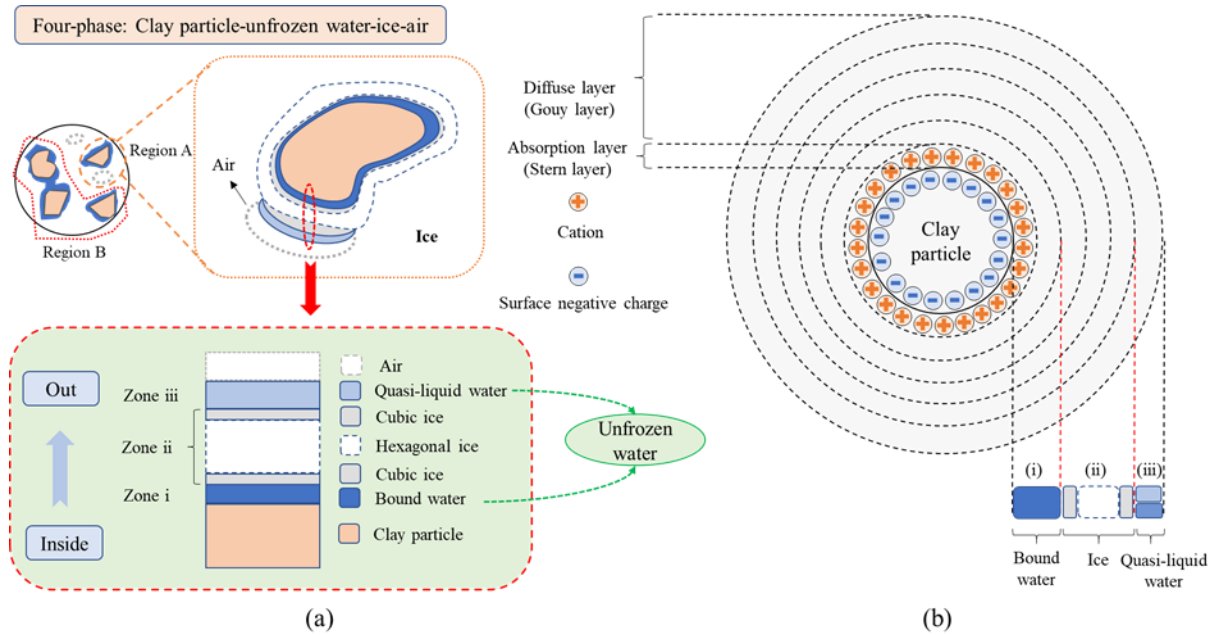 Four-phase: Clay particle-unfrozen water-ice-air
Region A
Region B
Air
Ice
Out
Inside
Zone iii
Zone ii
Zone i
Air
Quasi-liquid water
Cubic ice
Hexagonal ice
Cubic ice
Bound water
Clay particle
Unfrozen
water
(a)
Diffuse layer
(Gouy layer)
Absorption layer
(Stern layer)
+
Cation
-
Surface negative charge
Clay
particle
(i)
(ii)
(iii)
Bound
water
Ice
Quasi-liquid
water
(b)